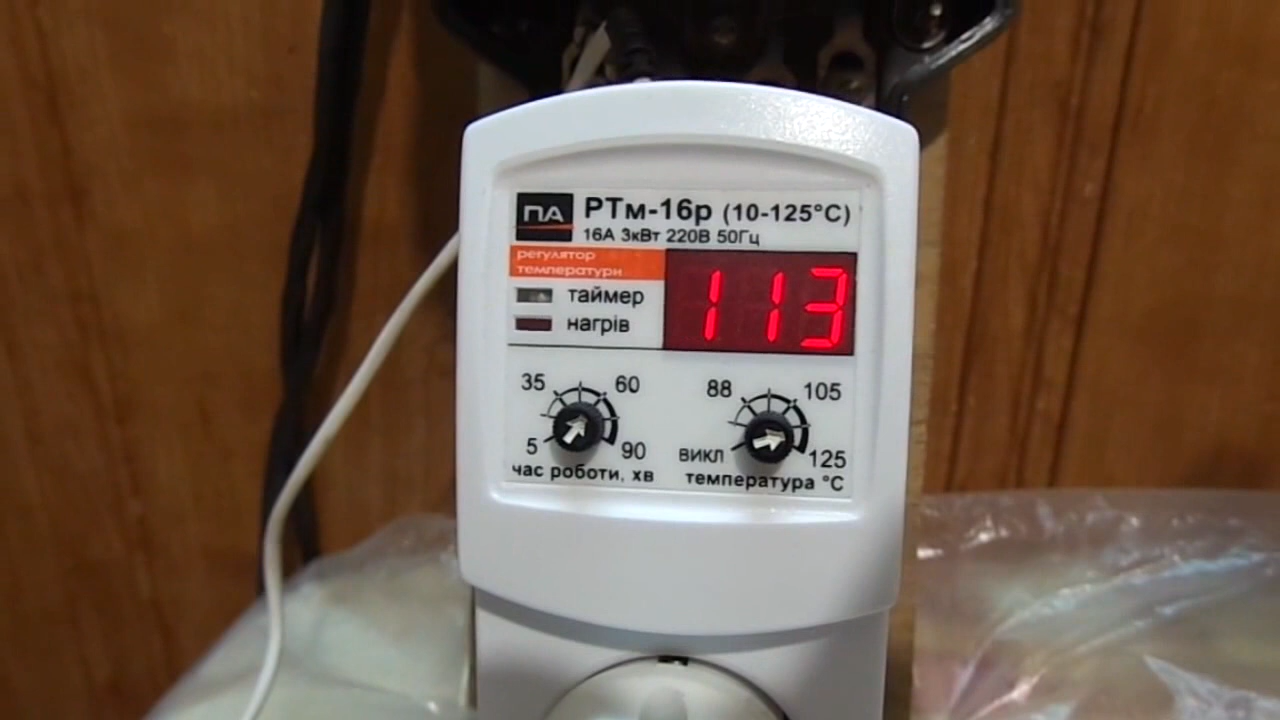 ПА РТм-16р (10-125°C)
16А 3кВт 220В 50Гц
регулятор
температури
таймер
нагрів
113
35 60
5 90
час роботи, хв
88 105
викл 125
температура °C